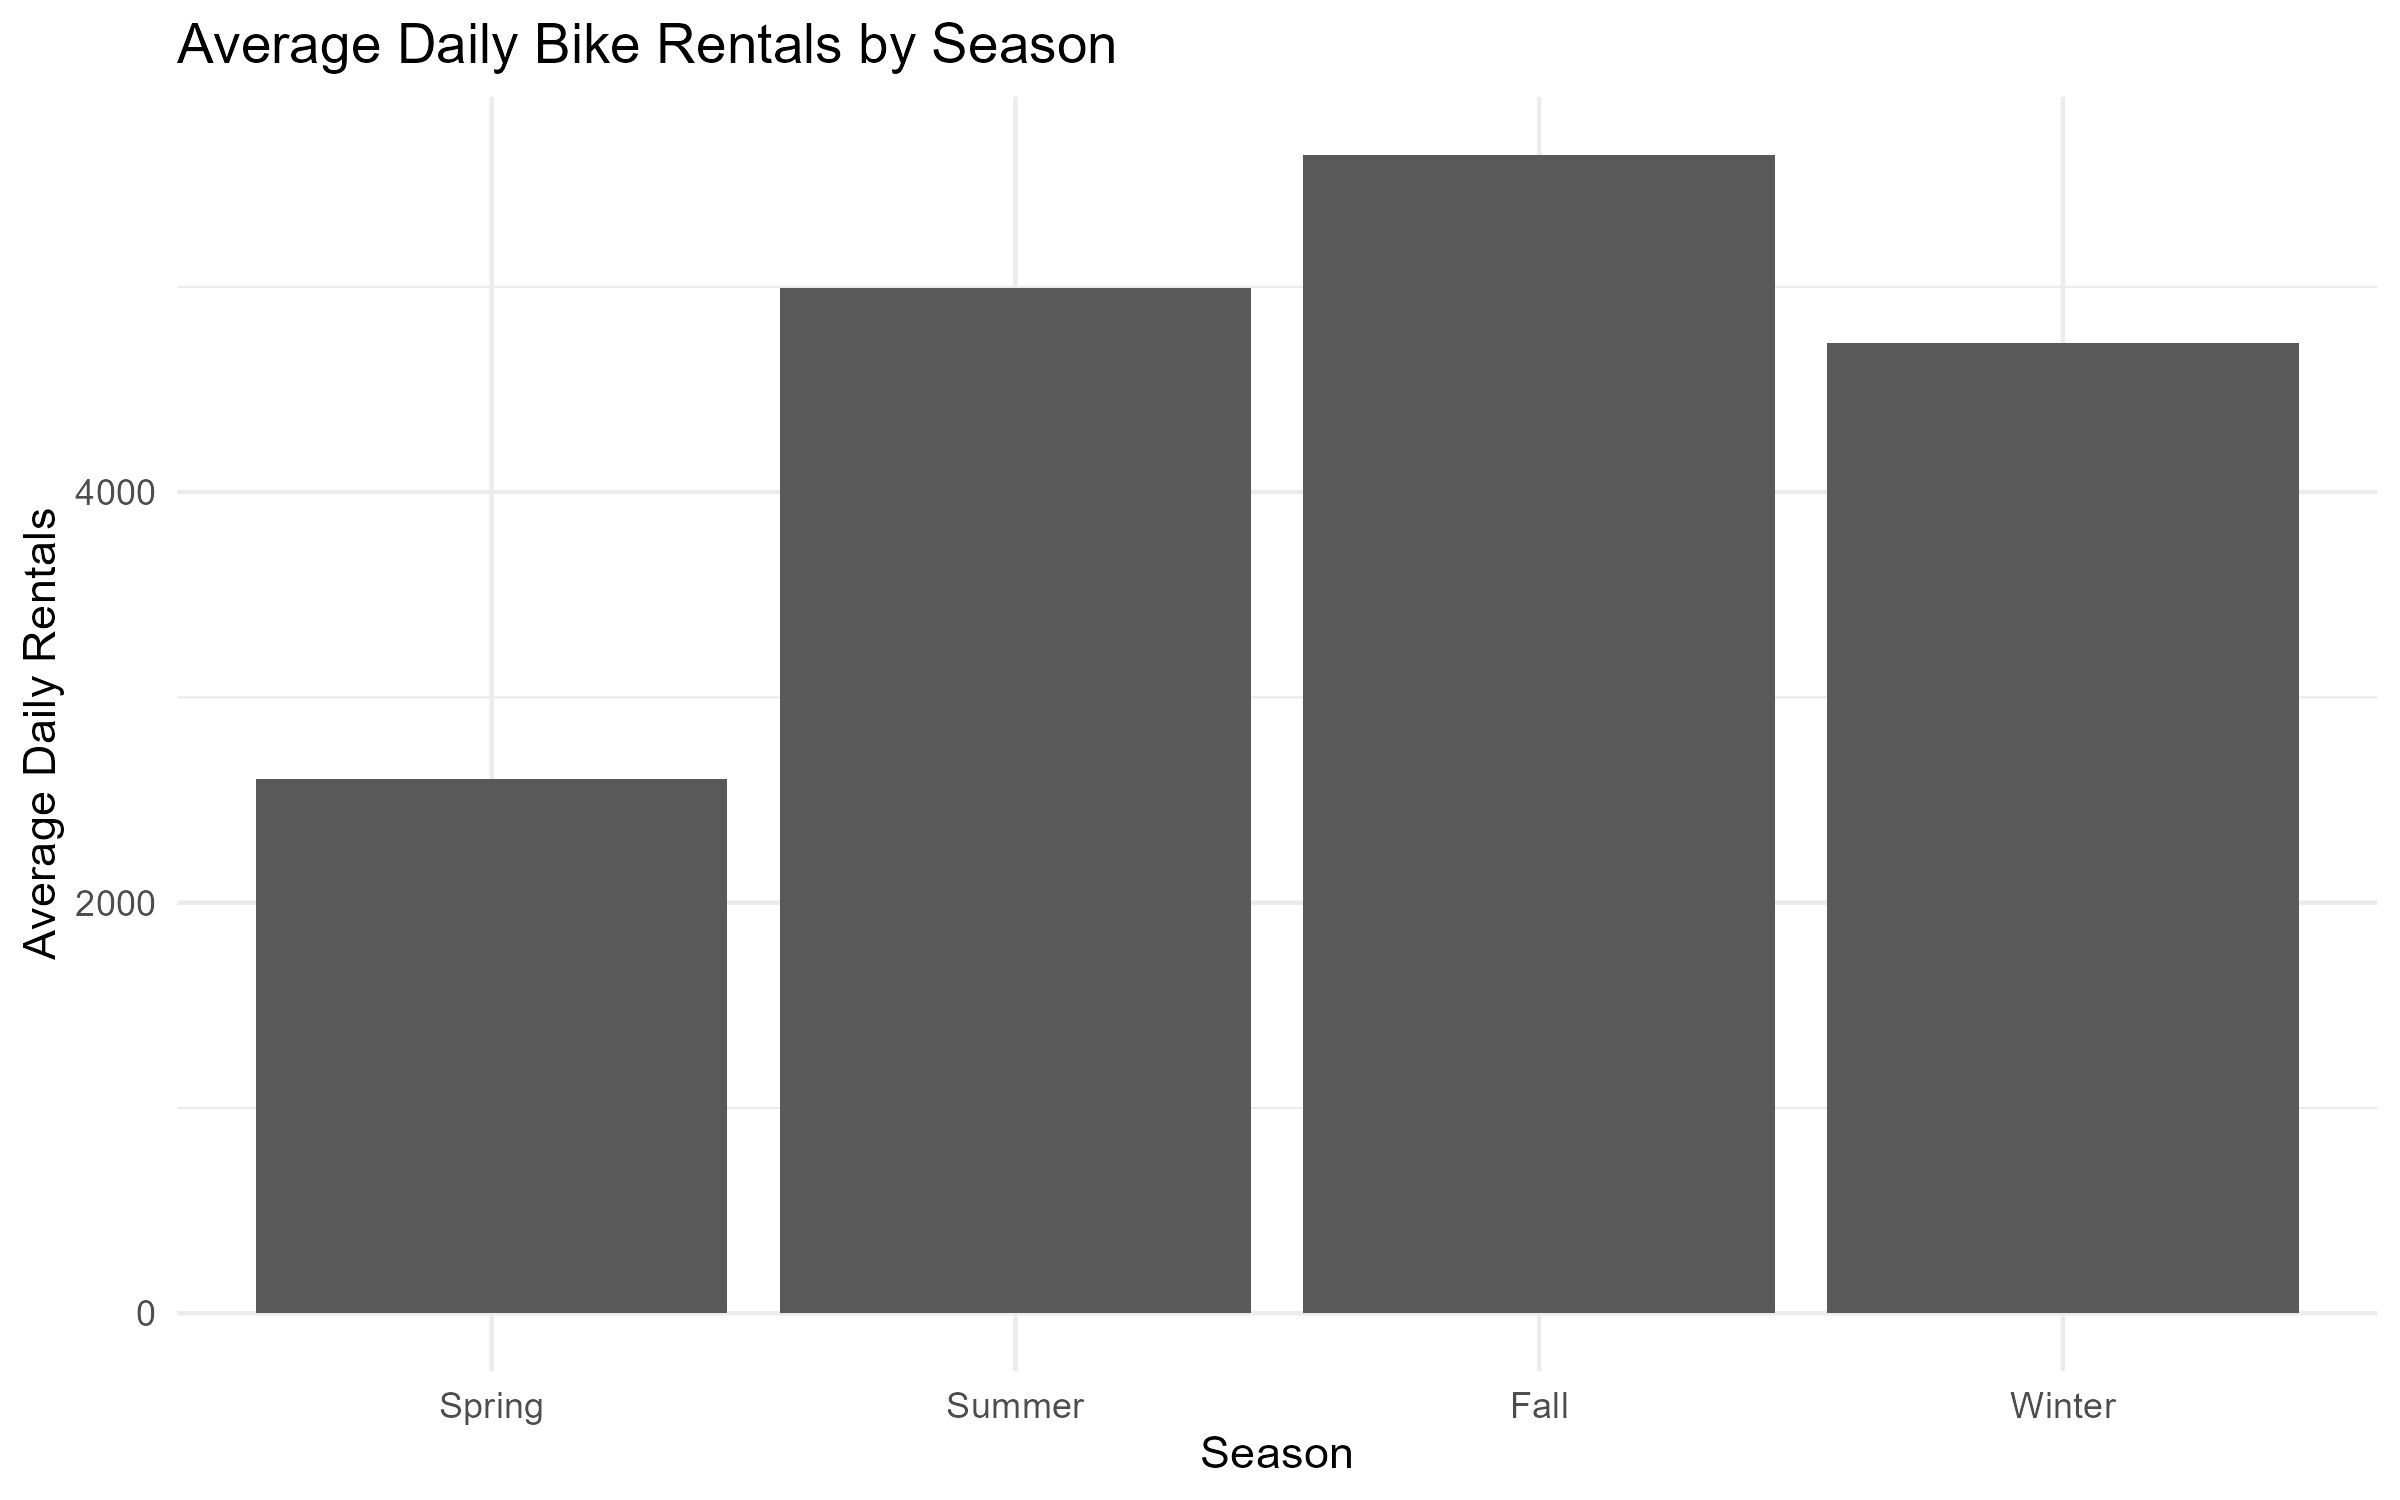 Average Daily Bike Rentals by Season
Average Daily Rentals
4000
2000
0
Spring Summer Fall Winter
Season